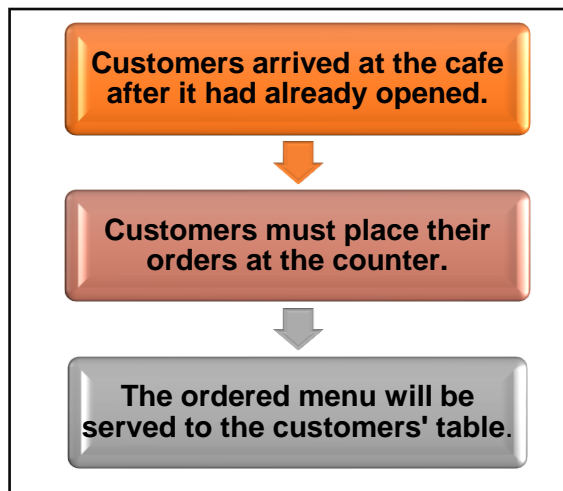 Customers arrived at the cafe
after it had already opened.
Customers must place their
orders at the counter.
The ordered menu will be
served to the customers' table.